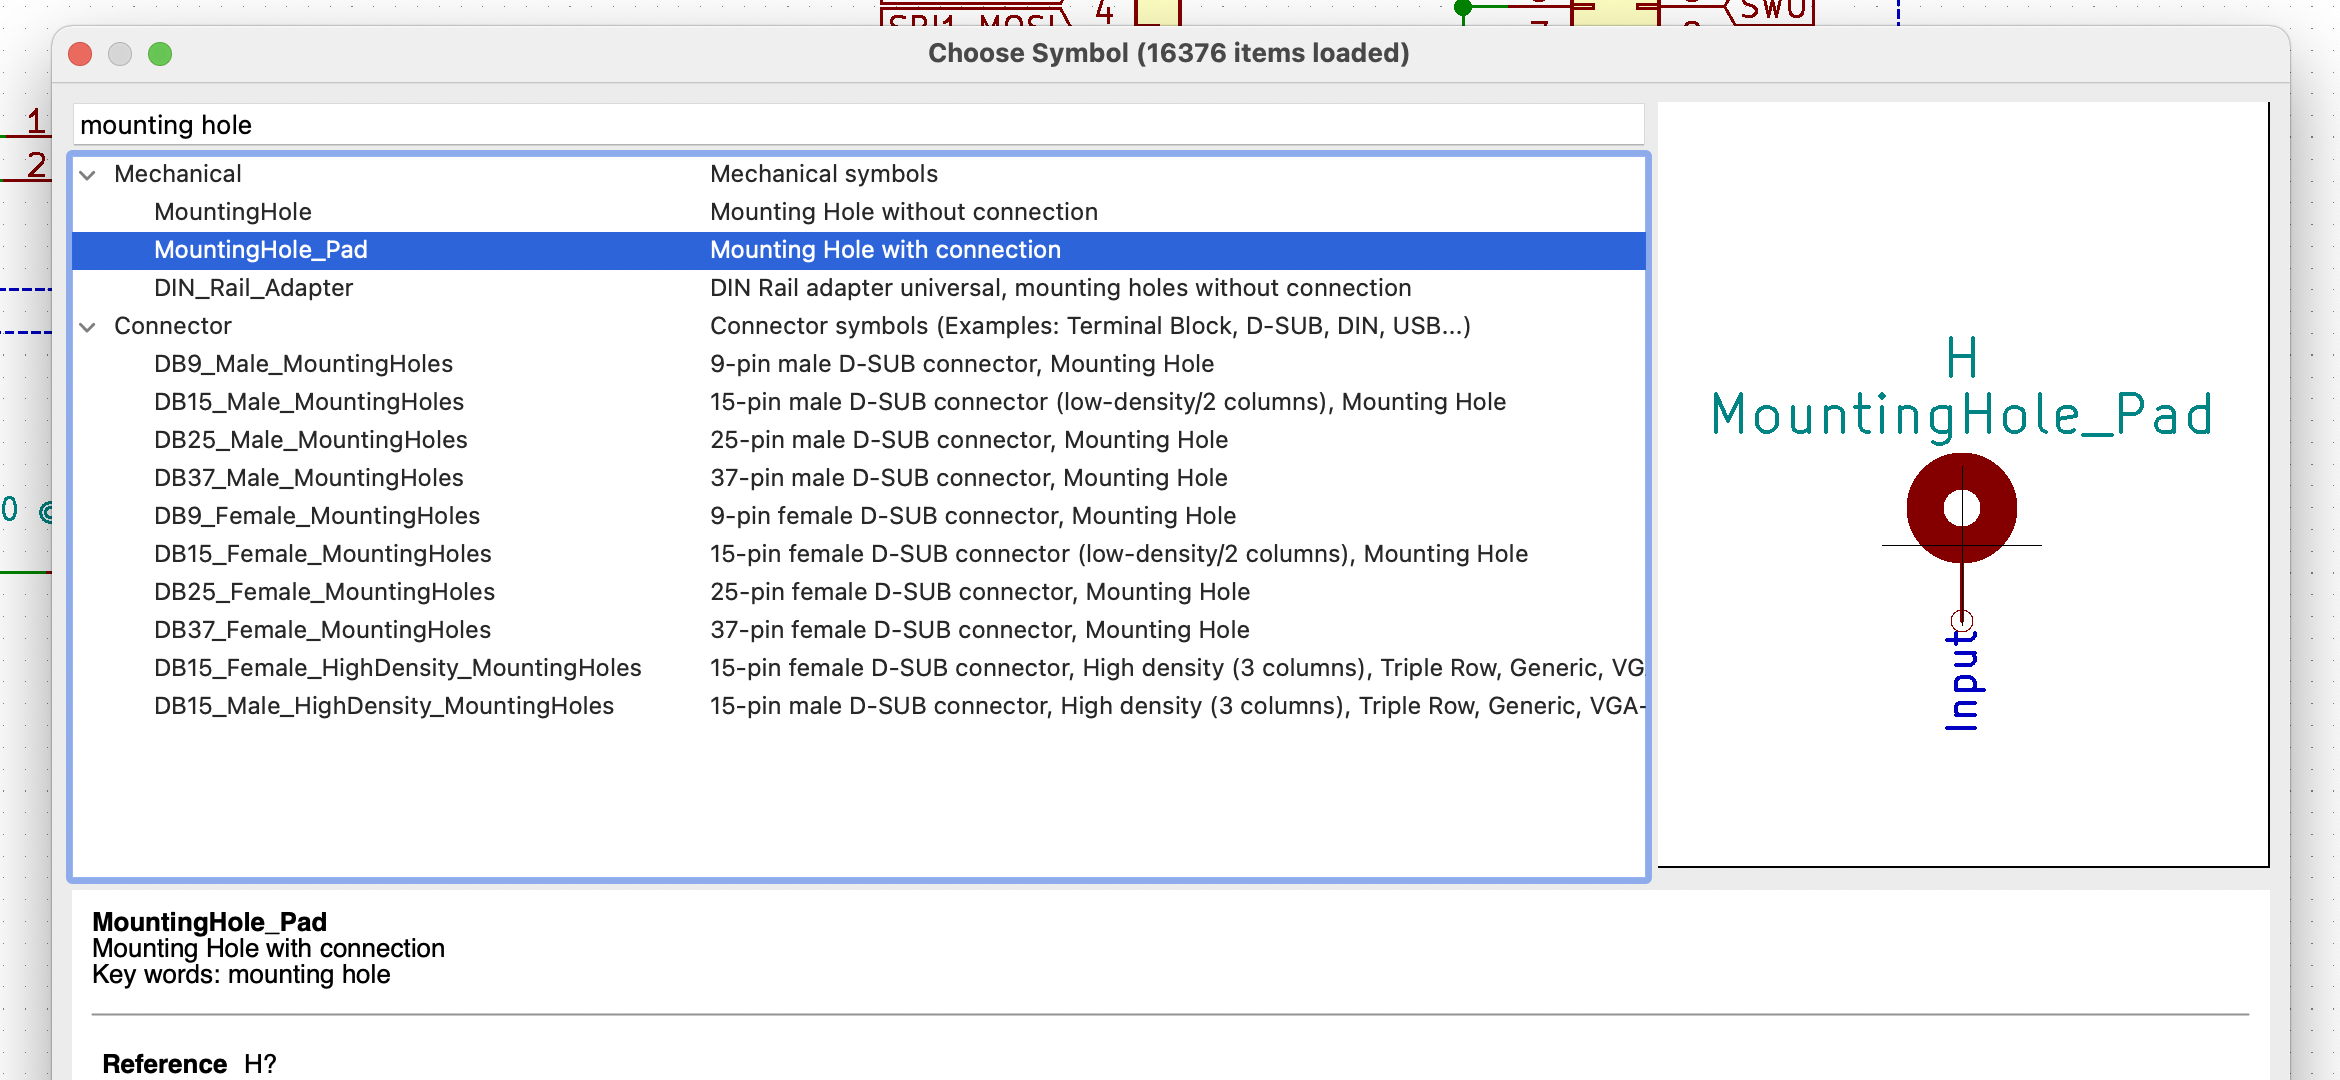 SPI1_MOSI 4
SWO
Choose Symbol (16376 items loaded)
1
2
mounting hole
Mechanical Mechanical symbols
MountingHole Mounting Hole without connection
MountingHole_Pad Mounting Hole with connection
DIN_Rail_Adapter DIN Rail adapter universal, mounting holes without connection
Connector Connector symbols (Examples: Terminal Block, D-SUB, DIN, USB...)
DB9_Male_MountingHoles 9-pin male D-SUB connector, Mounting Hole
DB15_Male_MountingHoles 15-pin male D-SUB connector (low-density/2 columns), Mounting Hole
DB25_Male_MountingHoles 25-pin male D-SUB connector, Mounting Hole
DB37_Male_MountingHoles 37-pin male D-SUB connector, Mounting Hole
DB9_Female_MountingHoles 9-pin female D-SUB connector, Mounting Hole
DB15_Female_MountingHoles 15-pin female D-SUB connector (low-density/2 columns), Mounting Hole
DB25_Female_MountingHoles 25-pin female D-SUB connector, Mounting Hole
DB37_Female_MountingHoles 37-pin female D-SUB connector, Mounting Hole
DB15_Female_HighDensity_MountingHoles 15-pin female D-SUB connector, High density (3 columns), Triple Row, Generic, VG
DB15_Male_HighDensity_MountingHoles 15-pin male D-SUB connector, High density (3 columns), Triple Row, Generic, VGA-
H
MountingHole_Pad
Input
0 @
MountingHole_Pad
Mounting Hole with connection
Key words: mounting hole
Reference H?